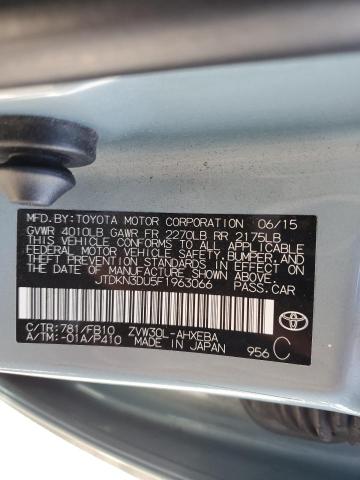 MFD.BY:TOYOTA MOTOR CORPORATION 06/15
GVWR 4010LB GAWR FR 2270LB RR 2175LB
THIS VEHICLE CONFORMS TO ALL APPLICABLE
FEDERAL MOTOR VEHICLE SAFETY,BUMPER,AND
THEFT PREVENTION STANDARDS IN EFFECT ON
THE DATE OF MANUFACTURE SHOWN ABOVE.
JTDKN3DU5F1963066 PASS.CAR
C/TR:781/FB10 ZVW30L-AHXEBA
A/TM:-01A/P410 MADE IN JAPAN 956 C